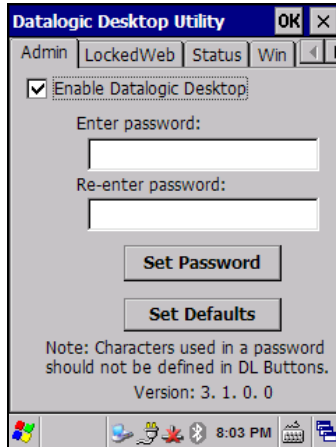 Datalogic Desktop Utility OK ×
Admin LockedWeb Status Win
Enable Datalogic Desktop
Enter password:
Re-enter password:
Set Password
Set Defaults
Note: Characters used in a password
should not be defined in DL Buttons.
Version: 3. 1. 0. 0
8:03 PM